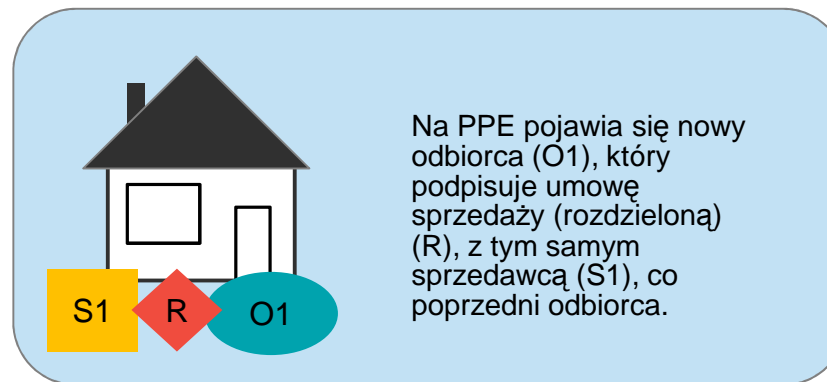 Na PPE pojawia się nowy
odbiorca (O1), który
podpisuje umowę
sprzedaży (rozdzieloną)
(R), z tym samym
sprzedawcą (S1), co
poprzedni odbiorca.
S1 R O1